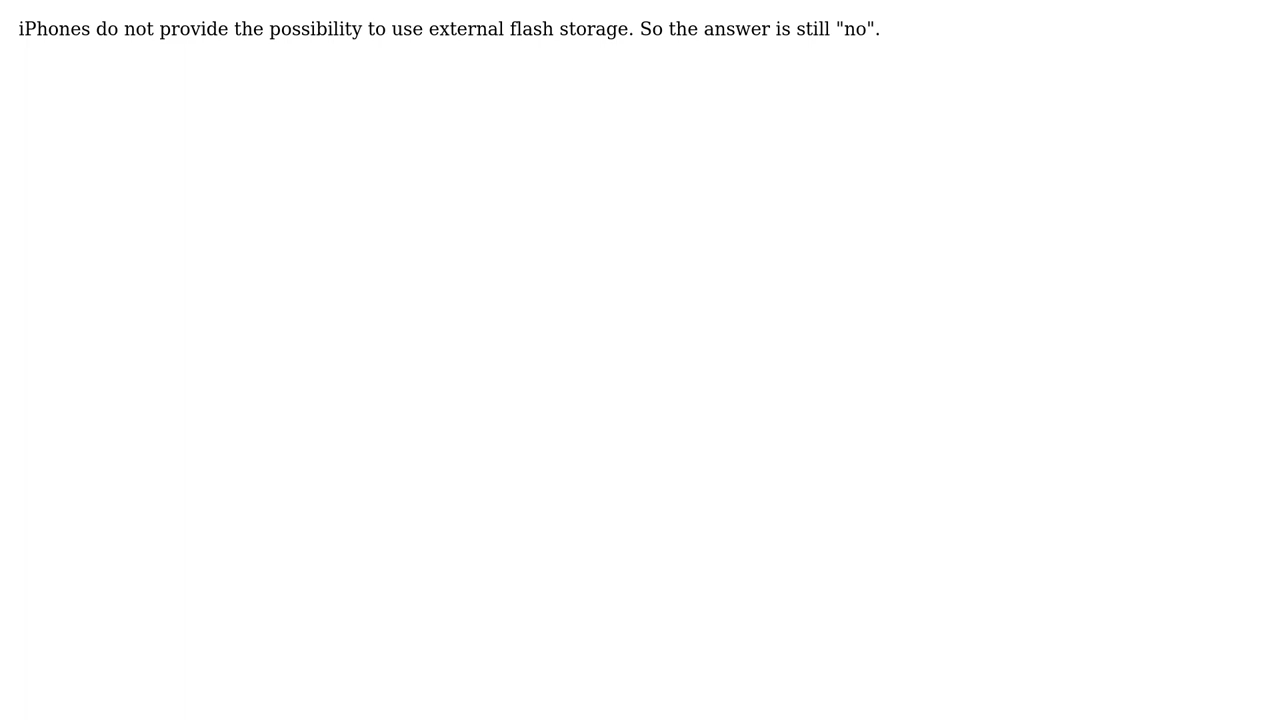 iPhones do not provide the possibility to use external flash storage. So the answer is still "no".